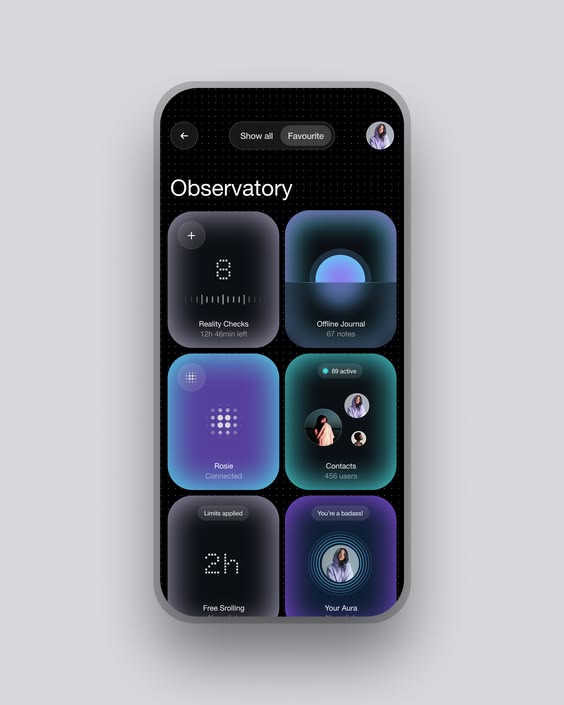 Show all
Favourite
Observatory
8
Reality Checks
12h 46min left
Offline Journal
67 notes
Rosie
Connected
89 active
Contacts
456 users
Limits applied
2h
Free Srolling
You're a badass!
Your Aura